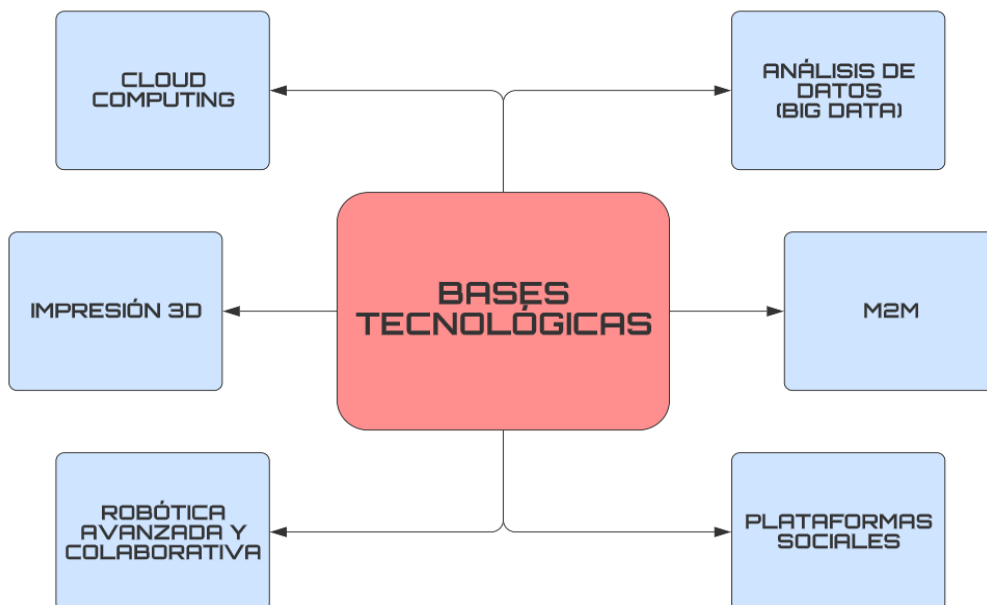 CLOUD
COMPUTING
ANÁLISIS DE
DATOS
(BIG DATA)
IMPRESIÓN 3D
BASES
TECNOLÓGICAS
M2M
ROBÓTICA
AVANZADA Y
COLABORATIVA
PLATAFORMAS
SOCIALES